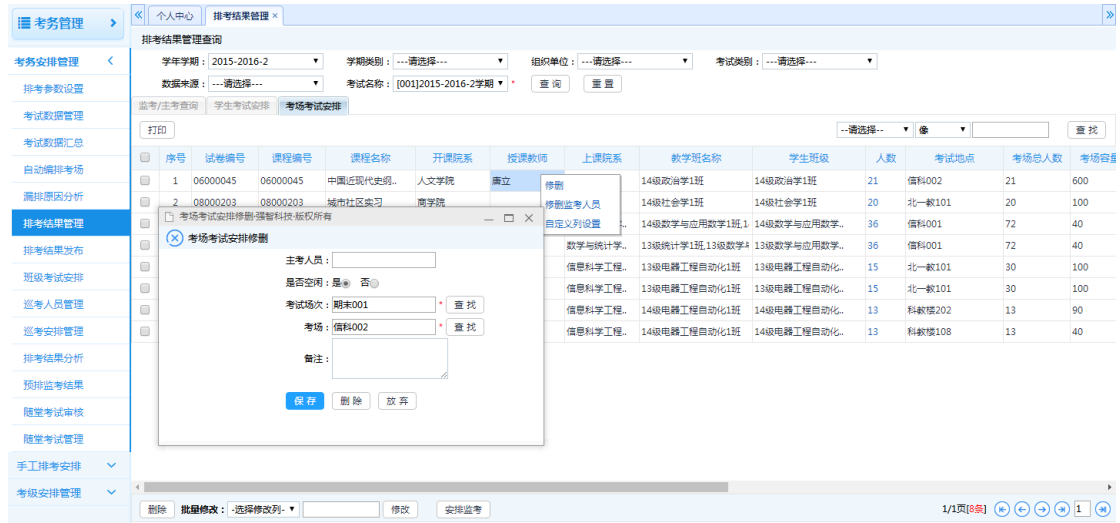 考务管理
个人中心 排考结果管理 ×
排考结果管理查询
学年学期：2015-2016-2 学期类别：---请选择--- 组织单位：---请选择--- 考试类别：---请选择---
数据来源：---请选择--- 考试名称：[001]2015-2016-2学期 * 查询 重置
监考/主考查询 学生考试安排 考场考试安排
打印 --请选择-- 像 查找
序号 试卷编号 课程编号 课程名称 开课院系 授课教师 上课院系 教学班名称 学生班级 人数 考试地点 考场总人数 考场容量
1 06000045 06000045 中国近现代史纲.. 人文学院 唐立 14级政治学1班 14级政治学1班 21 信科002 21 600
2 08000203 08000203 城市社区实习 商学院 14级社会学1班 14级社会学1班 20 北一教101 20 100
14级数学与应用数学1班,1 14级数学与应用数学.. 36 信科001 72 40
数学与统计学.. 13级统计学1班,13级数学与 13级数学与应用数学.. 36 信科001 72 40
信息科学工程.. 13级电器工程自动化1班 13级电器工程自动化.. 15 北一教101 30 100
信息科学工程.. 13级电器工程自动化1班 13级电器工程自动化.. 15 北一教101 30 100
信息科学工程.. 14级电器工程自动化1班 14级电器工程自动化.. 13 科教楼202 13 90
信息科学工程.. 14级电器工程自动化1班 14级电器工程自动化.. 13 科教楼108 13 40
修删
修删监考人员
自定义列设置
考场考试安排修删-强智科技-版权所有
考场考试安排修删
主考人员：
是否空闲：是 否
考试场次：期末001 * 查找
考场：信科002 * 查找
备注：
保存 删除 放弃
考务安排管理
排考参数设置
考试数据管理
考试数据汇总
自动编排考场
漏排原因分析
排考结果管理
排考结果发布
班级考试安排
巡考人员管理
巡考安排管理
排考结果分析
预排监考结果
随堂考试审核
随堂考试管理
手工排考安排
考级安排管理
删除 批量修改：-选择修改列- 修改 安排监考
1/1页[8条] 1